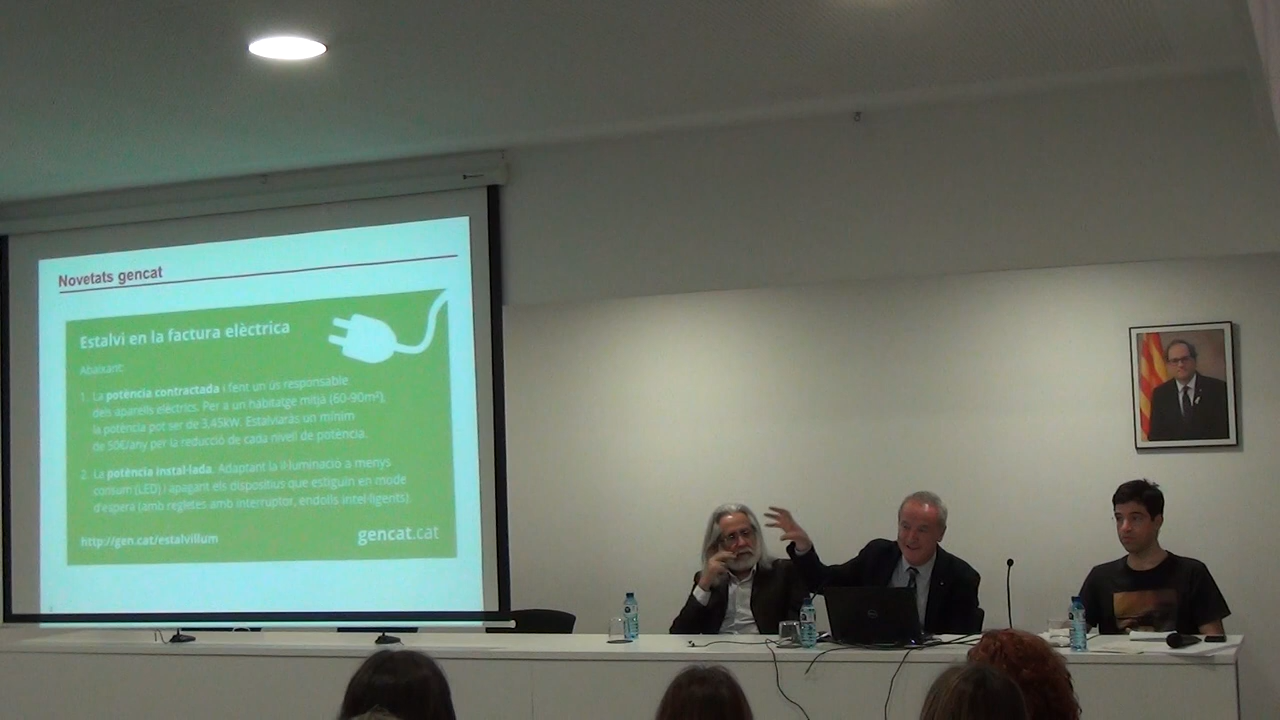 Novetats gencat
Estalvi en la factura elèctrica
Abaixant:
1. La potència contractada i fent un ús responsable
dels aparells elèctrics. Per a un habitatge mitjà (60-90m²),
la potència pot ser de 3,45kW. Estalviaràs un mínim
de 50€/any per la reducció de cada nivell de potència.
2. La potència instal·lada. Adaptant la il·luminació a menys
consum (LED) i apagant els dispositius que estiguin en mode
d'espera (amb regletes amb interruptor, endolls intel·ligents).
http://gen.cat/estalvillum
gencat.cat